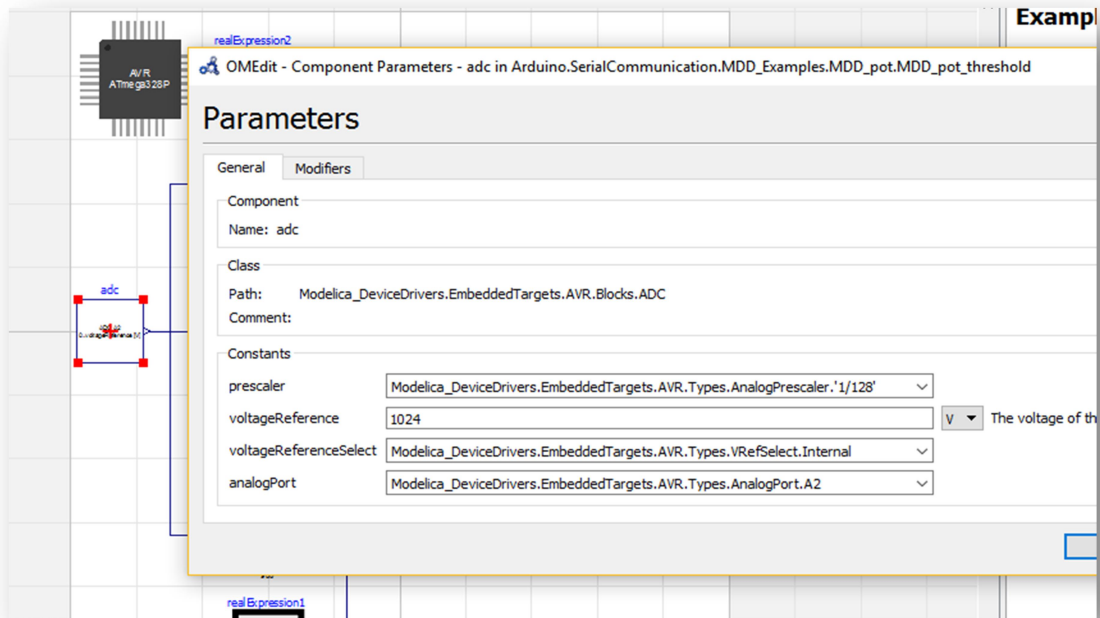 Exampl
realExpression2
AVR
ATmega328P
OMEdit - Component Parameters - adc in Arduino.SerialCommunication.MDD_Examples.MDD_pot.MDD_pot_threshold
Parameters
General Modifiers
Component
Name: adc
Class
Path: Modelica_DeviceDrivers.EmbeddedTargets.AVR.Blocks.ADC
Comment:
Constants
prescaler Modelica_DeviceDrivers.EmbeddedTargets.AVR.Types.AnalogPrescaler.'1/128'
voltageReference 1024 V The voltage of th
voltageReferenceSelect Modelica_DeviceDrivers.EmbeddedTargets.AVR.Types.VRefSelect.Internal
analogPort Modelica_DeviceDrivers.EmbeddedTargets.AVR.Types.AnalogPort.A2
adc
realExpression1